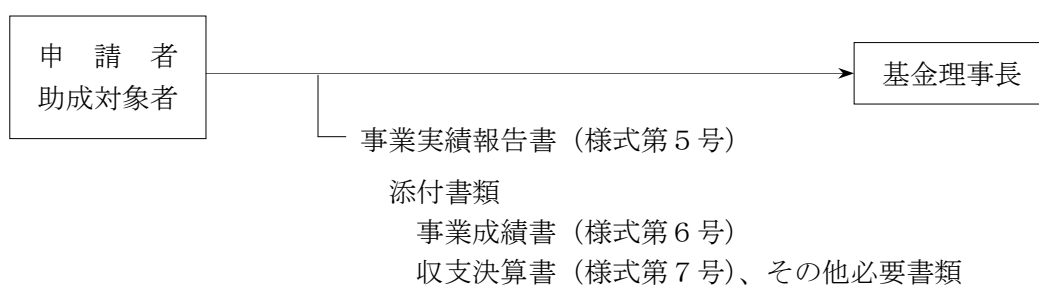 申　請　者
助成対象者
基金理事長
事業実績報告書（様式第５号）
添付書類
事業成績書（様式第６号）
収支決算書（様式第７号）、その他必要書類